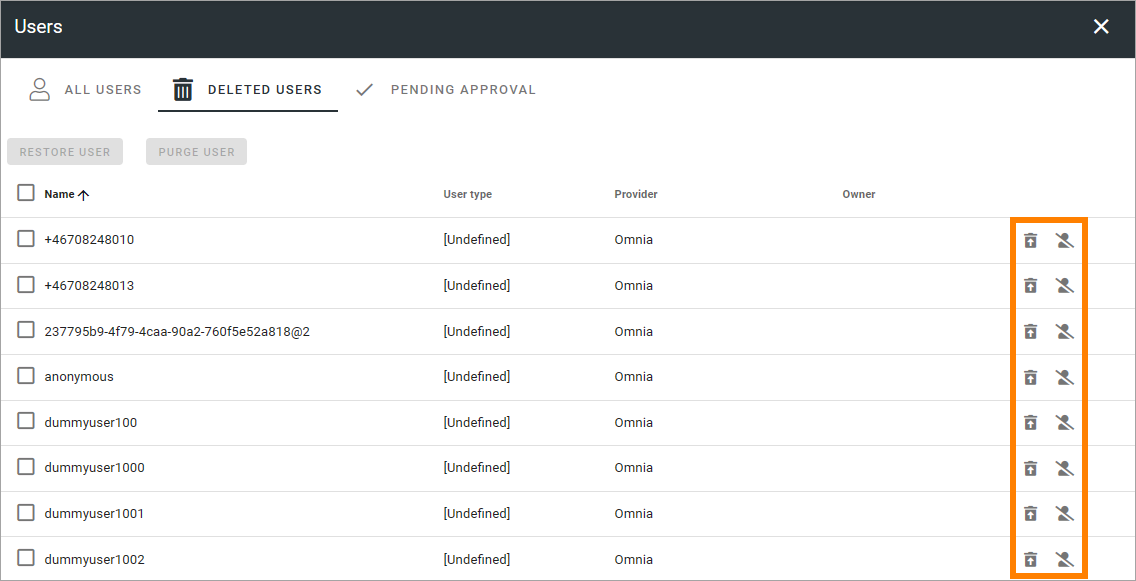 Users
ALL USERS DELETED USERS PENDING APPROVAL
RESTORE USER PURGE USER
Name User type Provider Owner
+46708248010 [Undefined] Omnia
+46708248013 [Undefined] Omnia
237795b9-4f79-4caa-90a2-760f5e52a818@2 [Undefined] Omnia
anonymous [Undefined] Omnia
dummyuser100 [Undefined] Omnia
dummyuser1000 [Undefined] Omnia
dummyuser1001 [Undefined] Omnia
dummyuser1002 [Undefined] Omnia